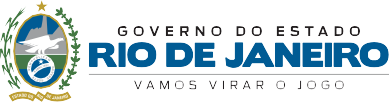 GOVERNO DO ESTADO
RIO DE JANEIRO
VAMOS VIRAR O JOGO